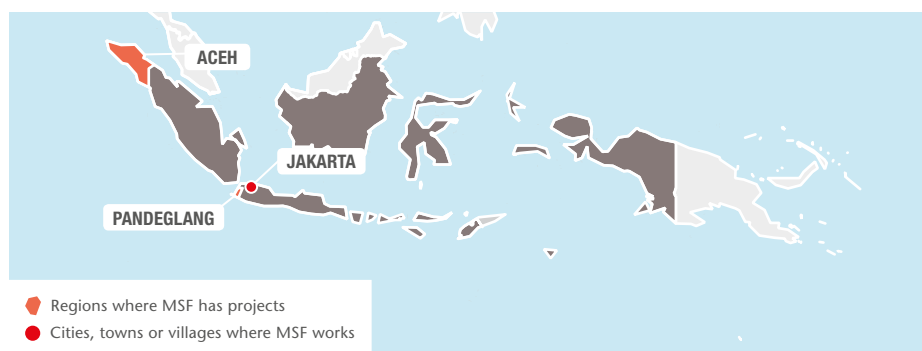 ACEH
JAKARTA
PANDEGLANG
Regions where MSF has projects
Cities, towns or villages where MSF works